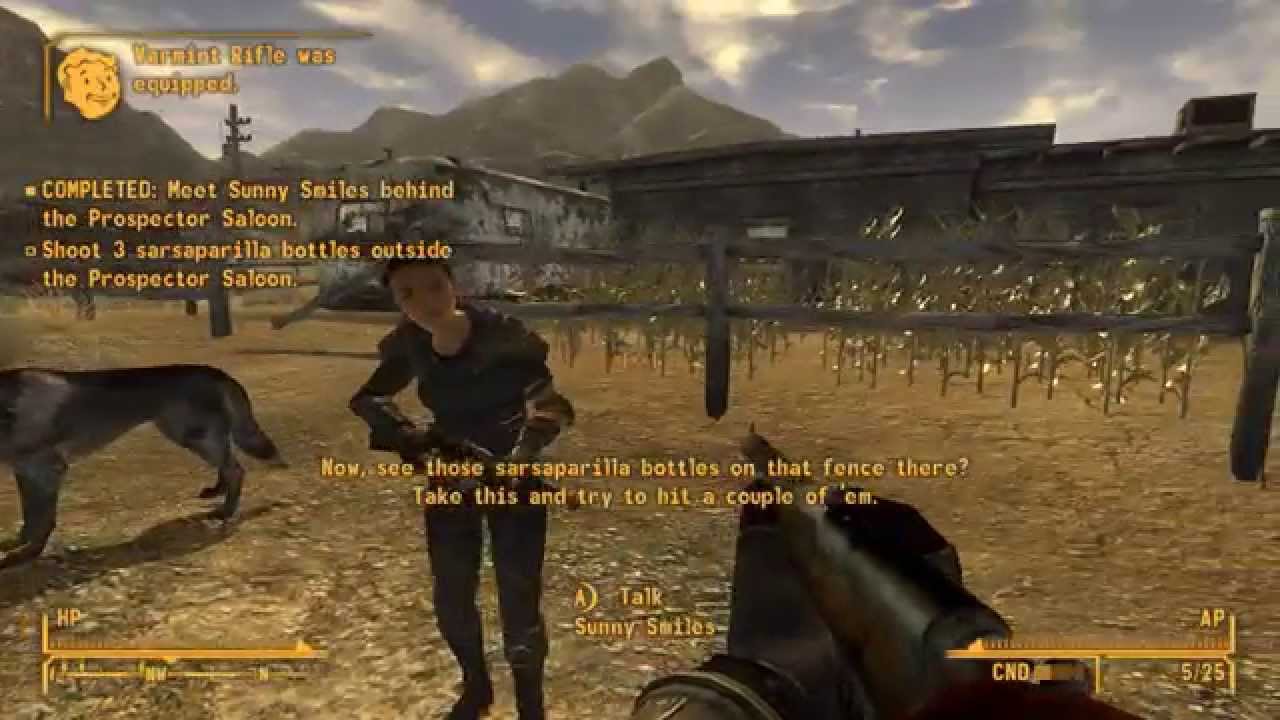 Varmint Rifle was
equipped.
COMPLETED: Meet Sunny Smiles behind
the Prospector Saloon.
Shoot 3 sarsaparilla bottles outside
the Prospector Saloon.
Now, see those sarsaparilla bottles on that fence there?
Take this and try to hit a couple of 'em.
A) Talk
Sunny Smiles
HP
NW
N
AP
CND
5/25